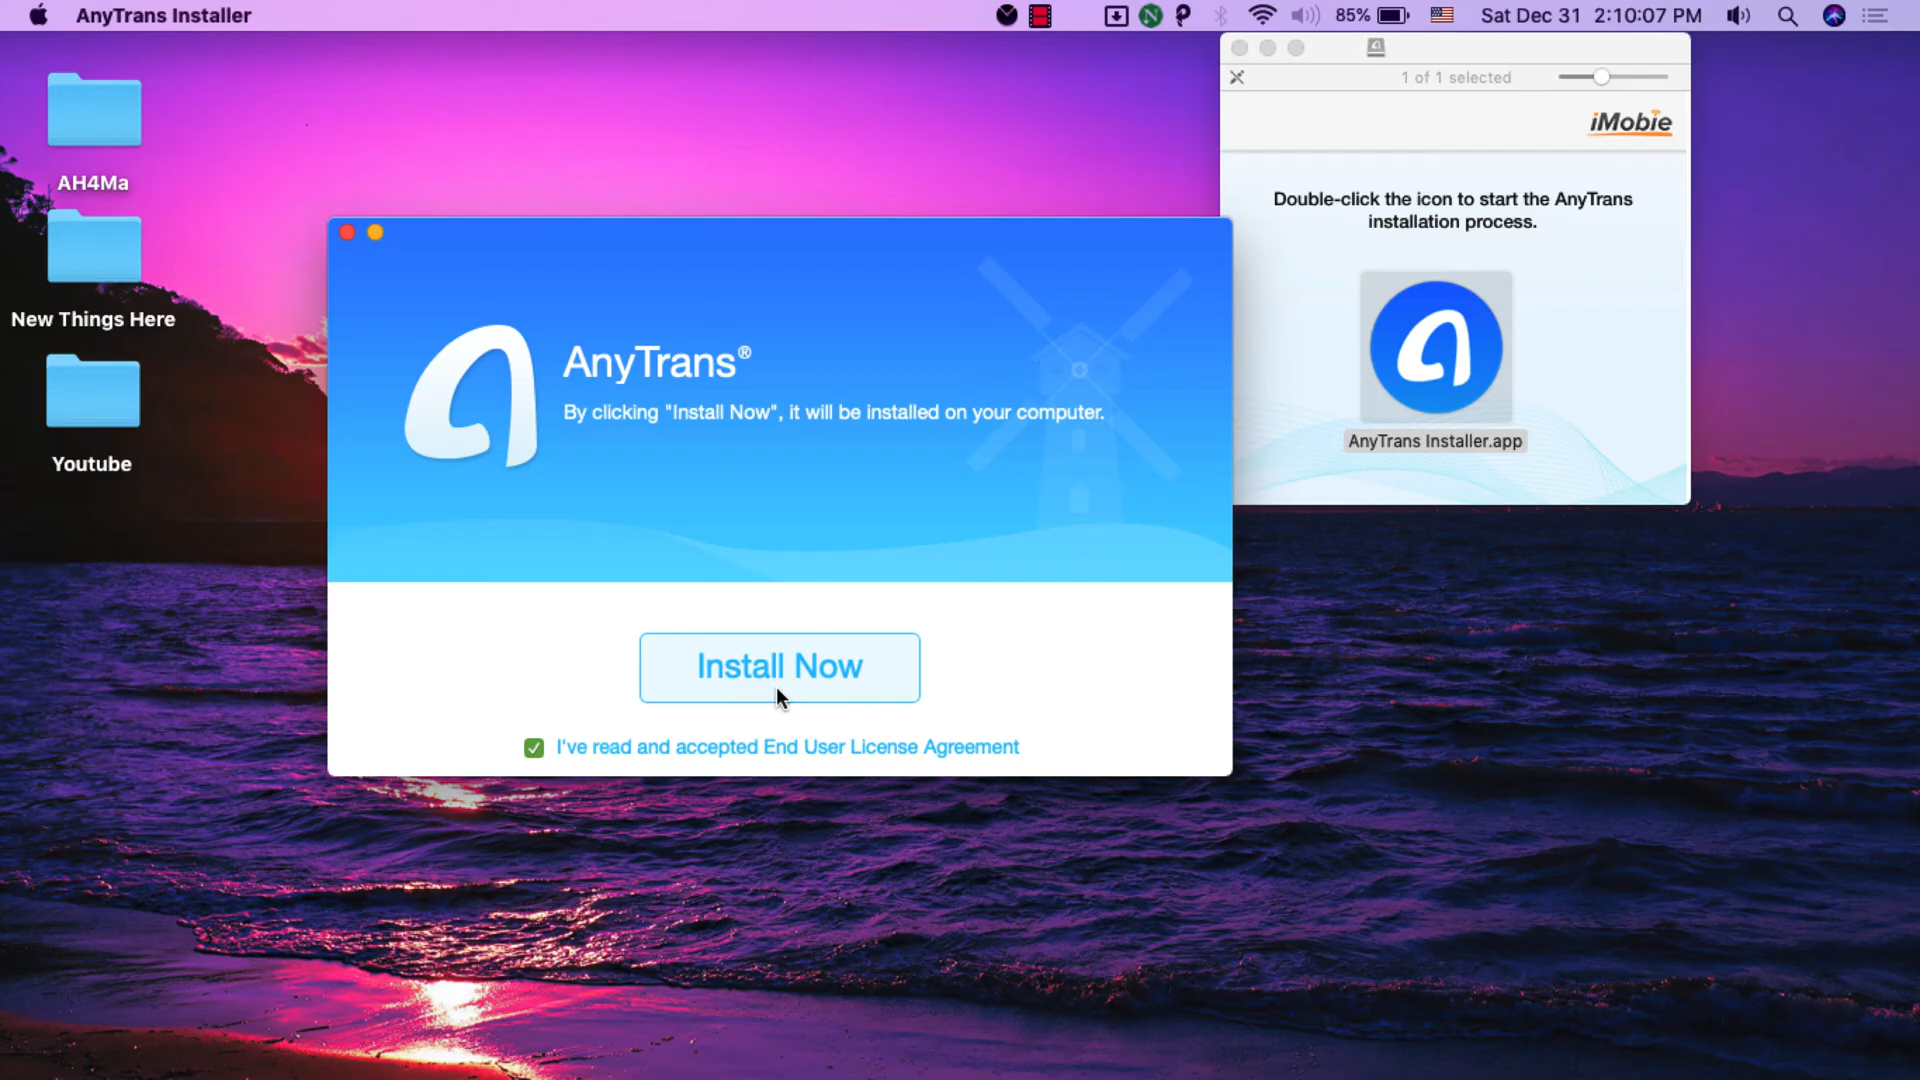 AnyTrans Installer
85%
Sat Dec 31 2:10:07 PM
AH4Ma
New Things Here
Youtube
1 of 1 selected
iMobie
Double-click the icon to start the AnyTrans
installation process.
AnyTrans Installer.app
AnyTrans®
By clicking "Install Now", it will be installed on your computer.
Install Now
I've read and accepted End User License Agreement